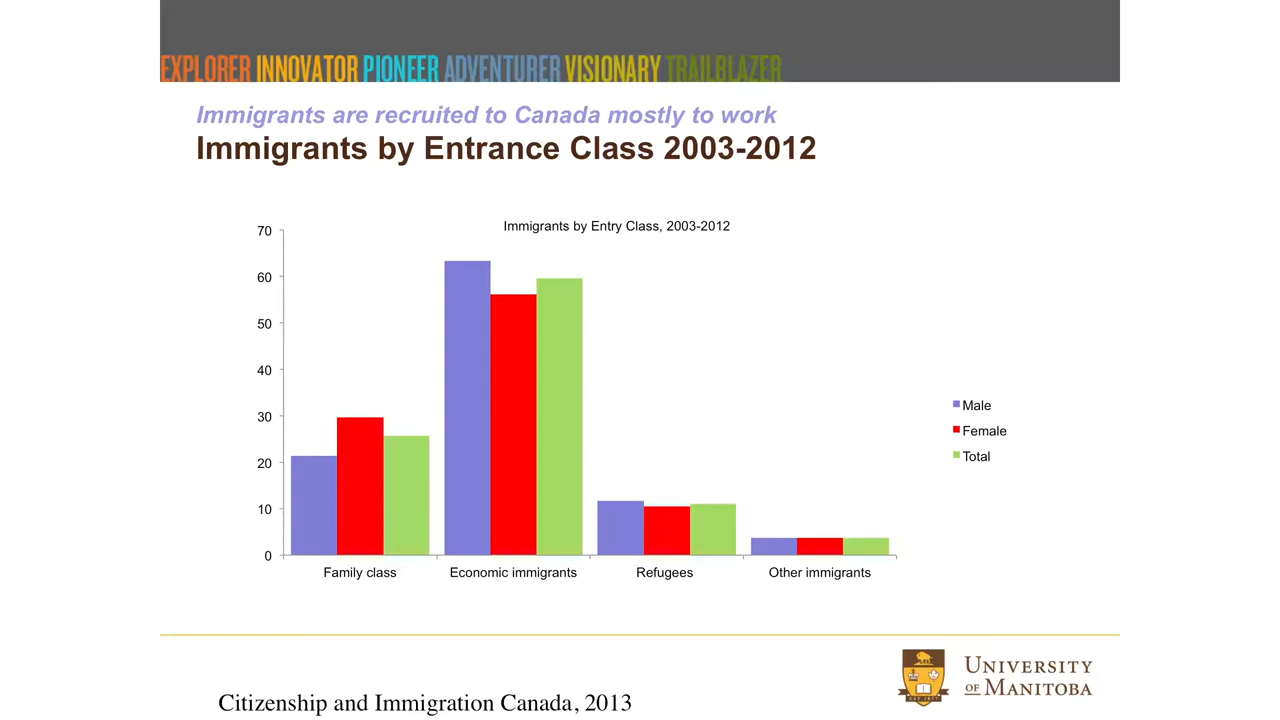 EXPLORER INNOVATOR PIONEER ADVENTURER VISIONARY TRAILBLAZER
Immigrants are recruited to Canada mostly to work
Immigrants by Entrance Class 2003-2012
Immigrants by Entry Class, 2003-2012
70
60
50
40
30
20
10
0
Family class
Economic immigrants
Refugees
Other immigrants
Male
Female
Total
Citizenship and Immigration Canada, 2013
UNIVERSITY
OF MANITOBA